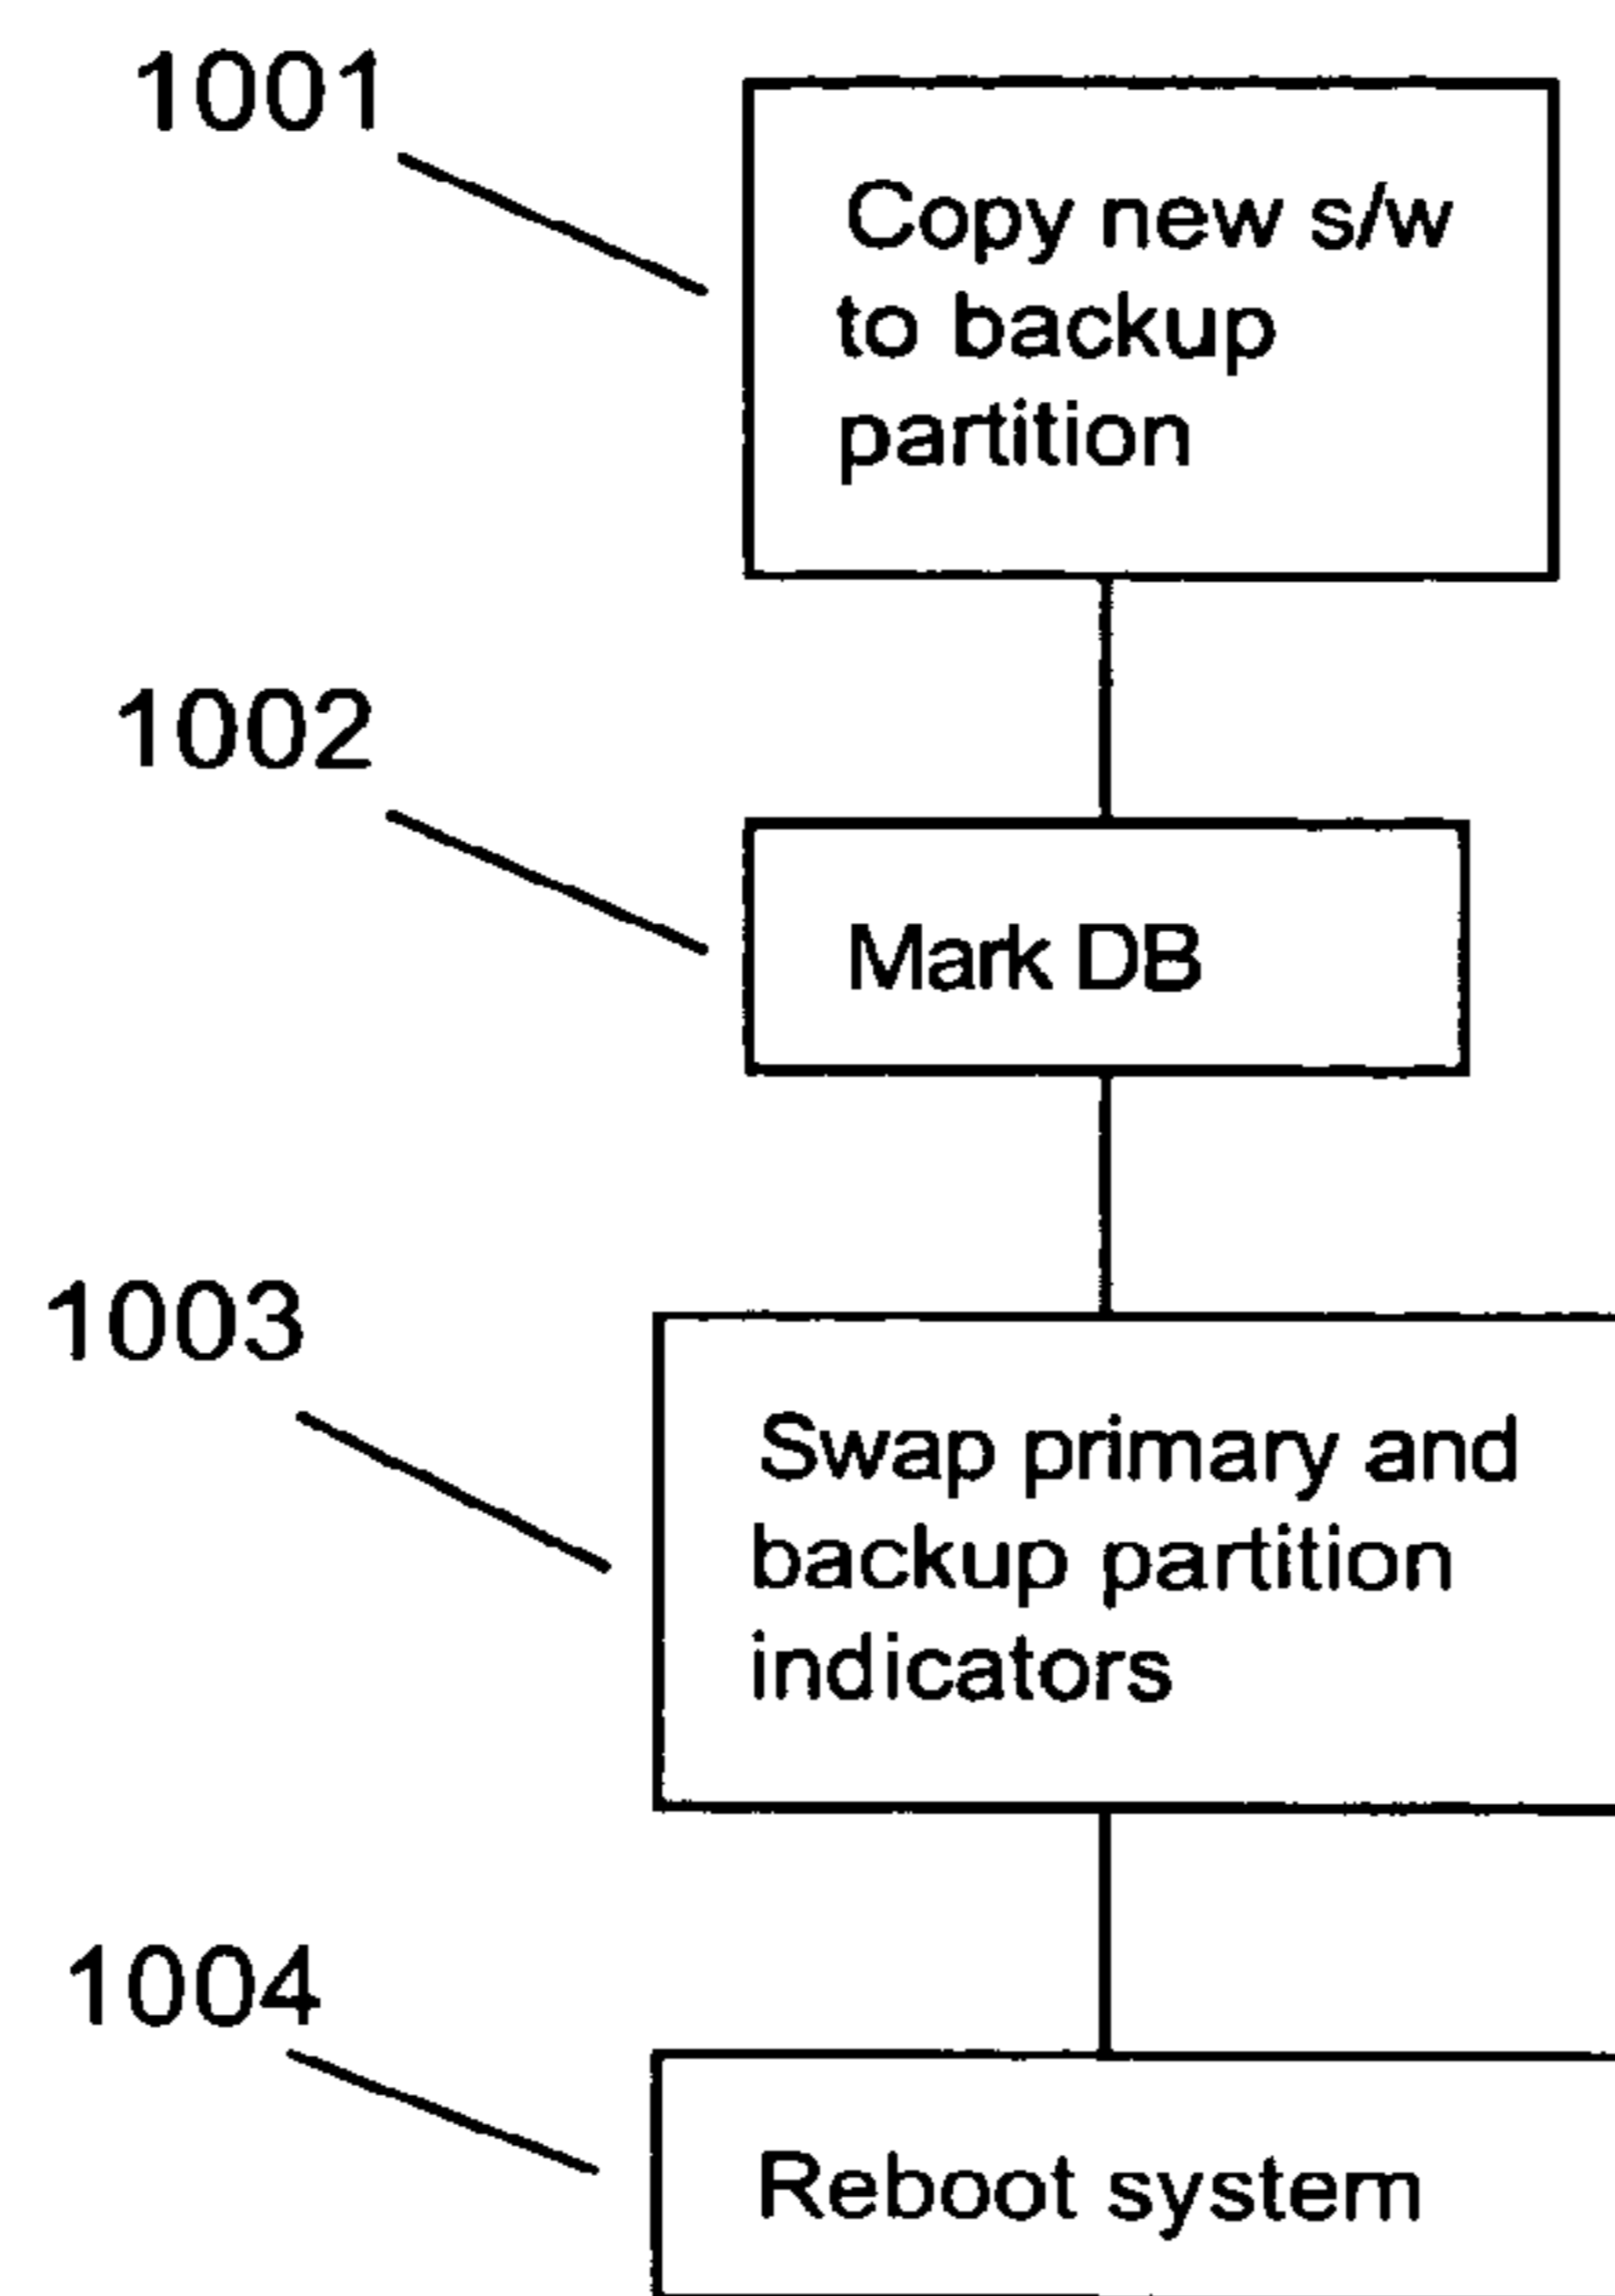 1001
Copy new s/w
to backup
partition
1002
Mark DB
1003
Swap primary and
backup partition
indicators
1004
Reboot system